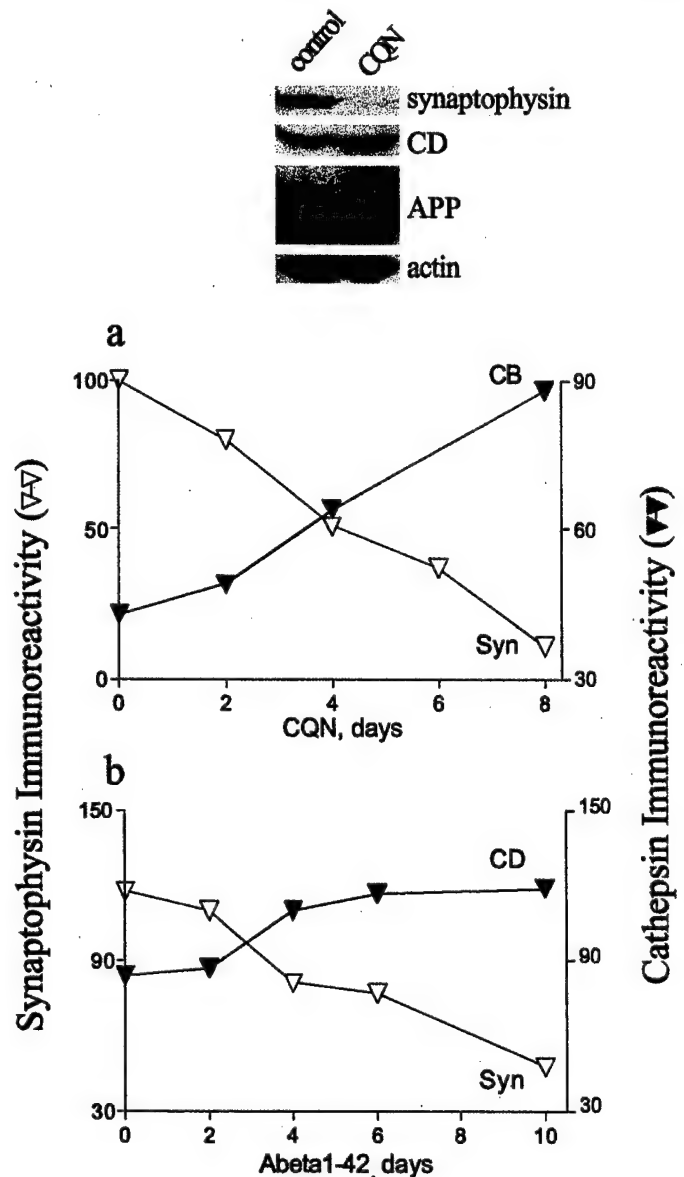 control CQN
synaptophysin
CD
APP
actin
a
Synaptophysin Immunoreactivity (▽-▽)
Cathepsin Immunoreactivity (▼-▼)
100
50
0
90
60
30
CB
Syn
0 2 4 6 8
CQN, days
b
150
90
30
150
90
30
CD
Syn
0 2 4 6 8 10
Abeta1-42, days